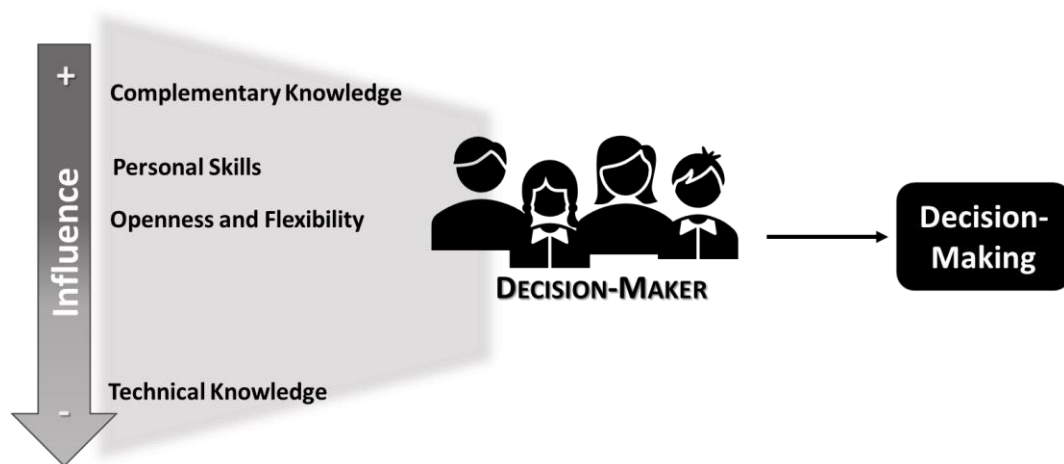 +
Influence
-
Complementary Knowledge
Personal Skills
Openness and Flexibility
Technical Knowledge
DECISION-MAKER
Decision-
Making